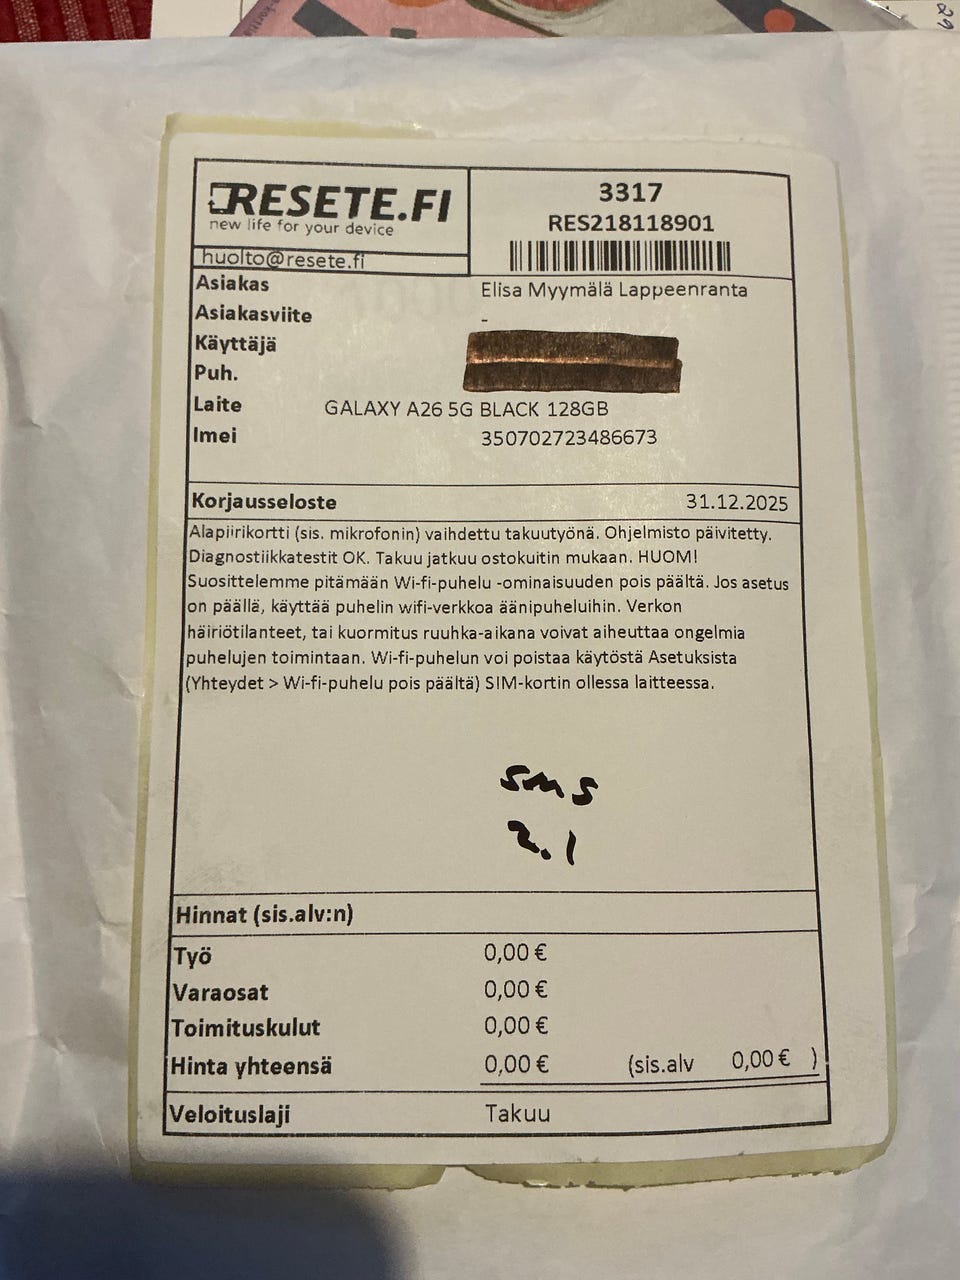 RESETE.FI
new life for your device
huolto@resete.fi
3317
RES218118901
Asiakas Elisa Myymälä Lappeenranta
Asiakasviite -
Käyttäjä
Puh.
Laite GALAXY A26 5G BLACK 128GB
Imei 350702723486673
Korjausseloste 31.12.2025
Alapiirikortti (sis. mikrofonin) vaihdettu takuutyönä. Ohjelmisto päivitetty.
Diagnostiikkatestit OK. Takuu jatkuu ostokuitin mukaan. HUOM!
Suosittelemme pitämään Wi-fi-puhelu -ominaisuuden pois päältä. Jos asetus
on päällä, käyttää puhelin wifi-verkkoa äänipuheluihin. Verkon
häiriötilanteet, tai kuormitus ruuhka-aikana voivat aiheuttaa ongelmia
puhelujen toimintaan. Wi-fi-puhelun voi poistaa käytöstä Asetuksista
(Yhteydet > Wi-fi-puhelu pois päältä) SIM-kortin ollessa laitteessa.
sms
2.1
Hinnat (sis.alv:n)
Työ 0,00 €
Varaosat 0,00 €
Toimituskulut 0,00 €
Hinta yhteensä 0,00 € (sis.alv 0,00 € )
Veloituslaji Takuu